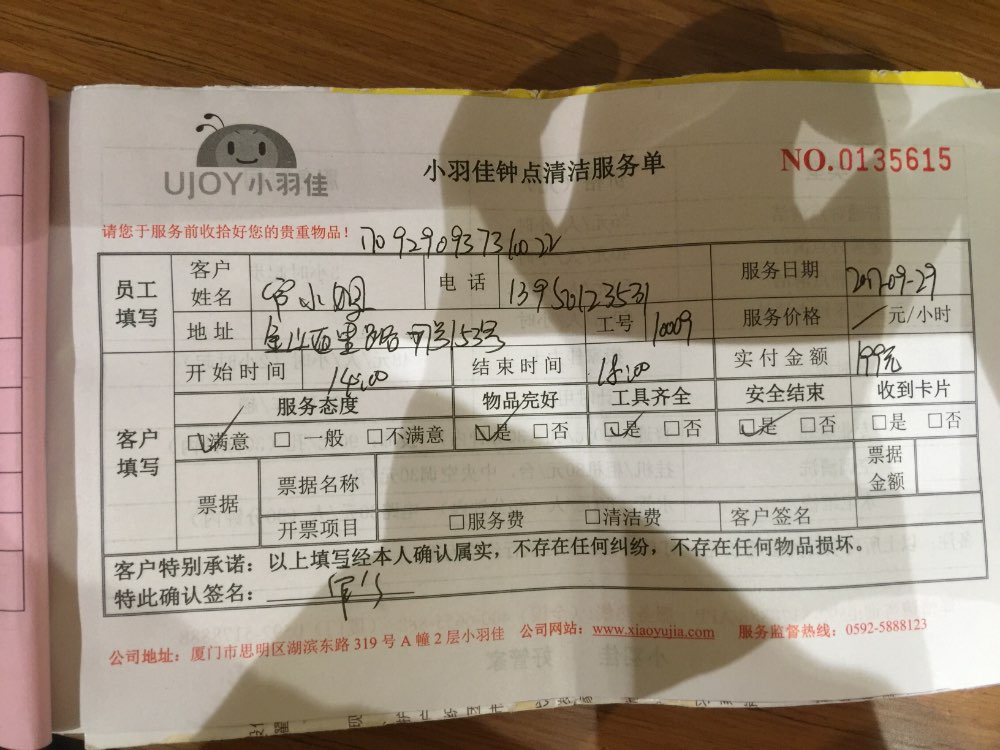 UJOY小羽佳
小羽佳钟点清洁服务单
NO.0135615
请您于服务前收拾好您的贵重物品！
员工填写 客户姓名 小姐 电话 13950123531 服务日期 2017-09-29
地址 工号 10009 服务价格 元/小时
开始时间 14:00 结束时间 18:00 实付金额 199元
客户填写 服务态度 物品完好 工具齐全 安全结束 收到卡片
☑满意 □一般 □不满意 ☑是 □否 ☑是 □否 ☑是 □否 □是 □否
票据 票据名称 票据金额
开票项目 □服务费 □清洁费 客户签名
客户特别承诺：以上填写经本人确认属实，不存在任何纠纷，不存在任何物品损坏。
特此确认签名：
公司地址：厦门市思明区湖滨东路 319 号 A 幢 2 层小羽佳 公司网站：www.xiaoyujia.com 服务监督热线：0592-5888123